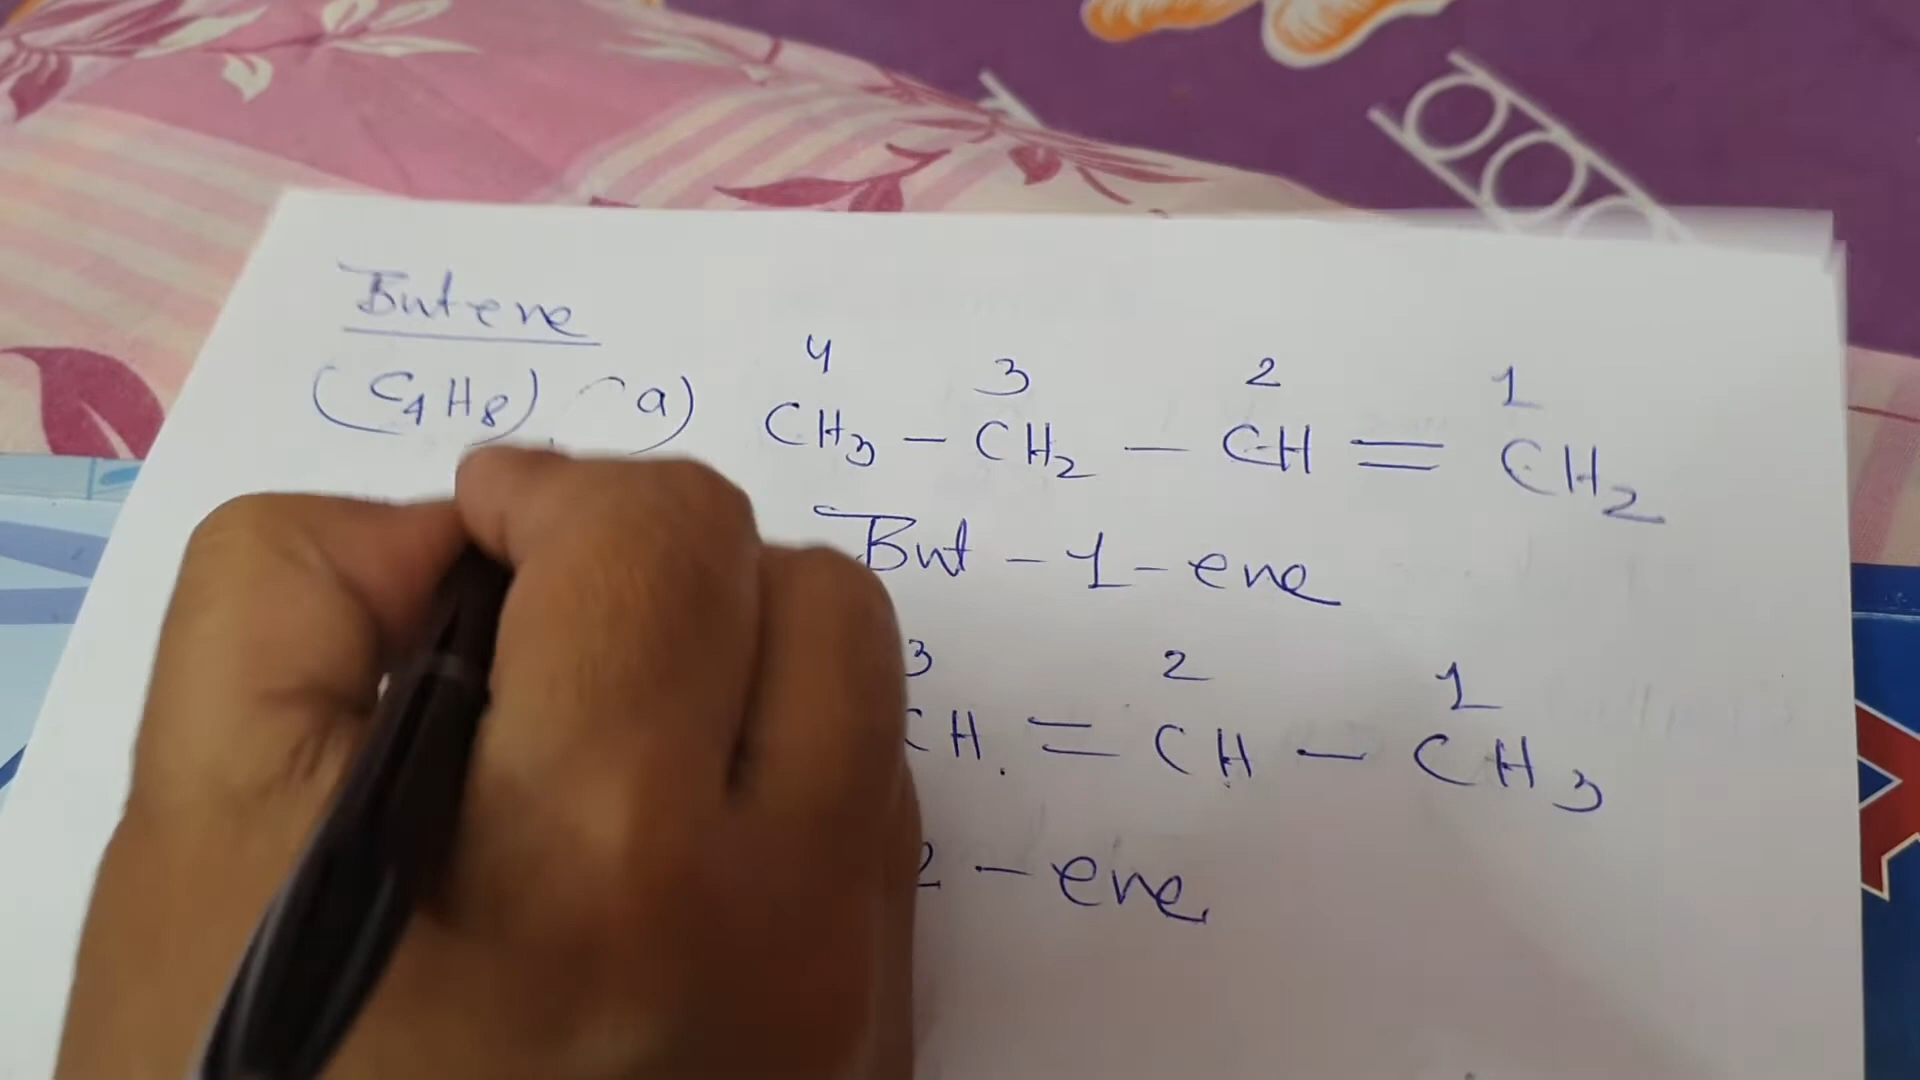 Butene
(C4H8) a) CH3 - CH2 - CH = CH2
4 3 2 1
But - 1 - ene
3 2 1
CH = CH - CH3
2 - ene